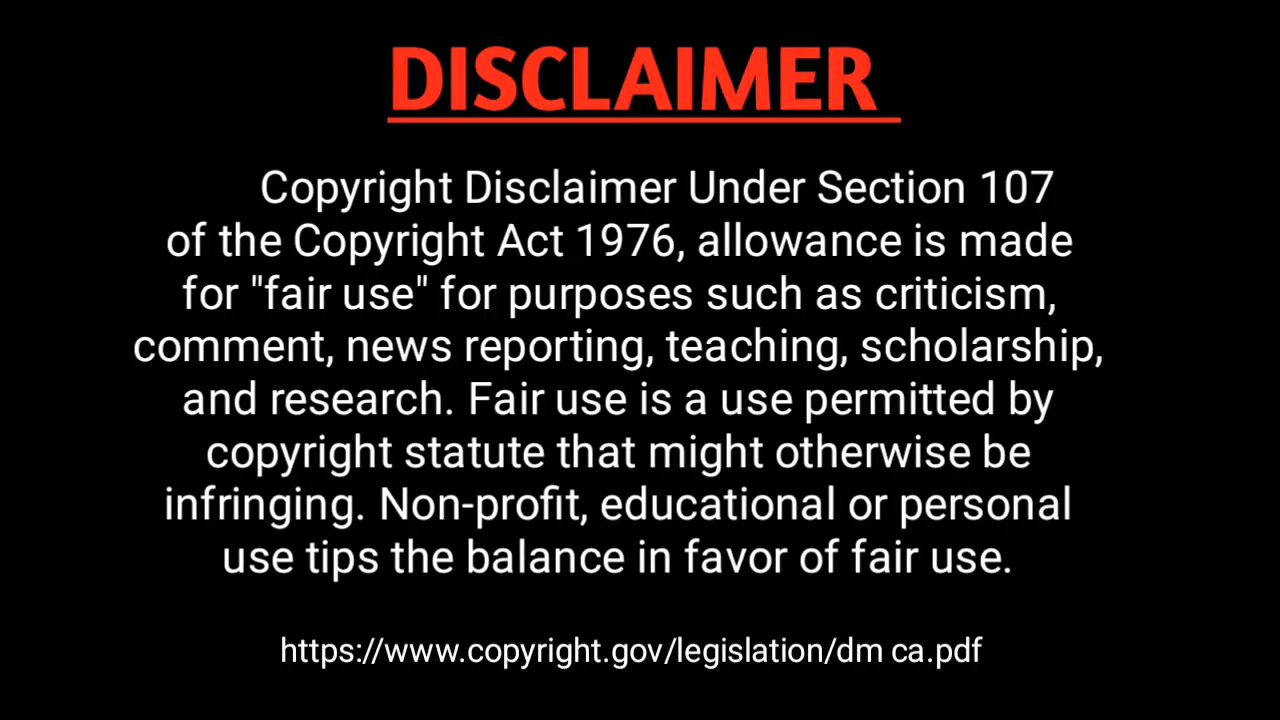 DISCLAIMER
Copyright Disclaimer Under Section 107
of the Copyright Act 1976, allowance is made
for "fair use" for purposes such as criticism,
comment, news reporting, teaching, scholarship,
and research. Fair use is a use permitted by
copyright statute that might otherwise be
infringing. Non-profit, educational or personal
use tips the balance in favor of fair use.
https://www.copyright.gov/legislation/dm ca.pdf